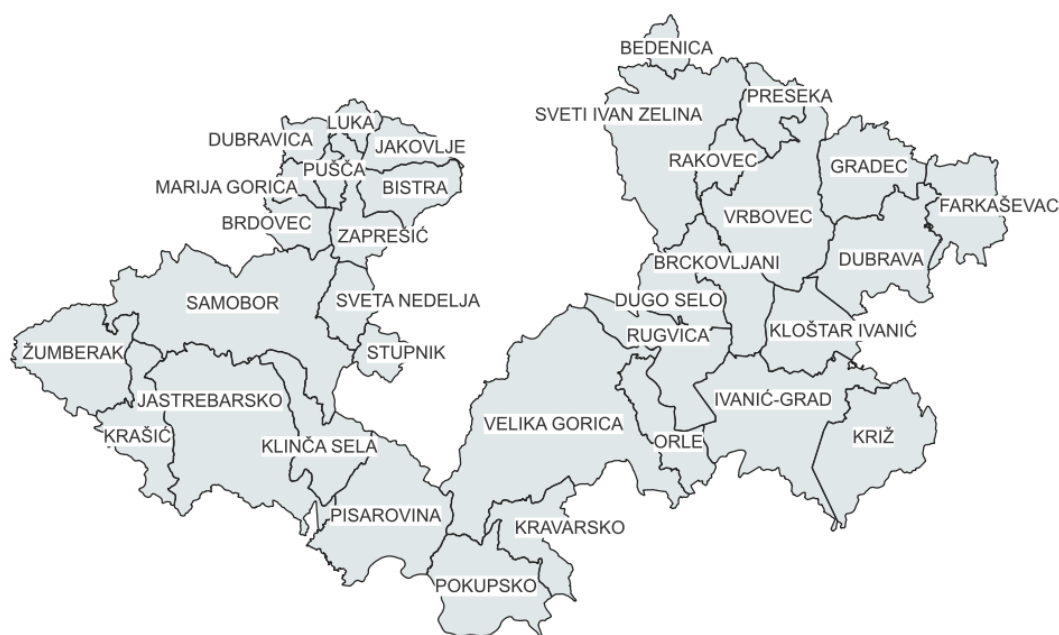 BEDENICA
PRESEKA
SVETI IVAN ZELINA
LUKA
DUBRAVICA
JAKOVLJE
RAKOVEC
GRADEC
PUŠČA
MARIJA GORICA
BISTRA
FARKAŠEVAC
BRDOVEC
VRBOVEC
ZAPREŠIĆ
BRCKOVLJANI
DUBRAVA
SAMOBOR
SVETA NEDELJA
DUGO SELO
KLOŠTAR IVANIĆ
RUGVICA
ŽUMBERAK
STUPNIK
JASTREBARSKO
IVANIĆ-GRAD
VELIKA GORICA
KRAŠIĆ
KLINČA SELA
ORLE
KRIŽ
PISAROVINA
KRAVARSKO
POKUPSKO